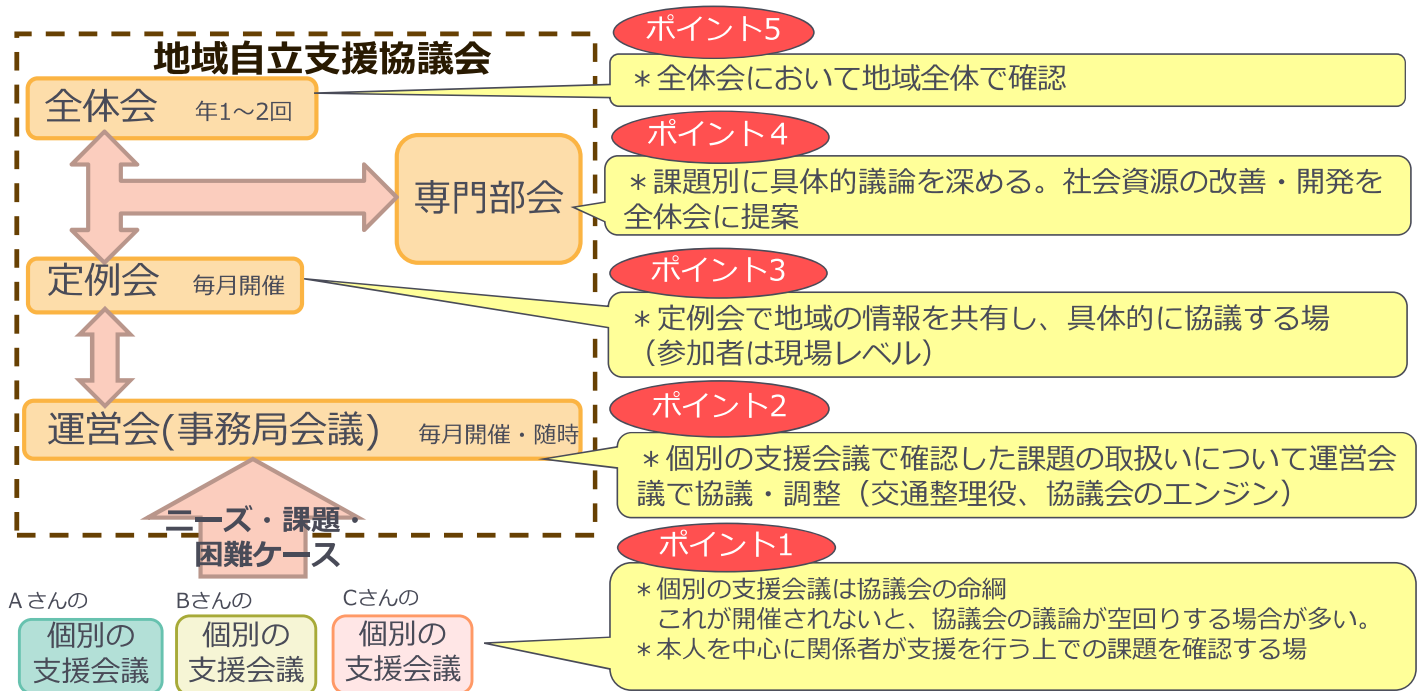 地域自立支援協議会
全体会 年1～2回
専門部会
定例会 毎月開催
運営会(事務局会議) 毎月開催・随時
ニーズ・課題・
困難ケース
Ａさんの
個別の
支援会議
Bさんの
個別の
支援会議
Cさんの
個別の
支援会議
ポイント5
＊全体会において地域全体で確認
ポイント４
＊課題別に具体的議論を深める。社会資源の改善・開発を
全体会に提案
ポイント3
＊定例会で地域の情報を共有し、具体的に協議する場
（参加者は現場レベル）
ポイント2
＊個別の支援会議で確認した課題の取扱いについて運営会
議で協議・調整（交通整理役、協議会のエンジン）
ポイント1
＊個別の支援会議は協議会の命綱
これが開催されないと、協議会の議論が空回りする場合が多い。
＊本人を中心に関係者が支援を行う上での課題を確認する場